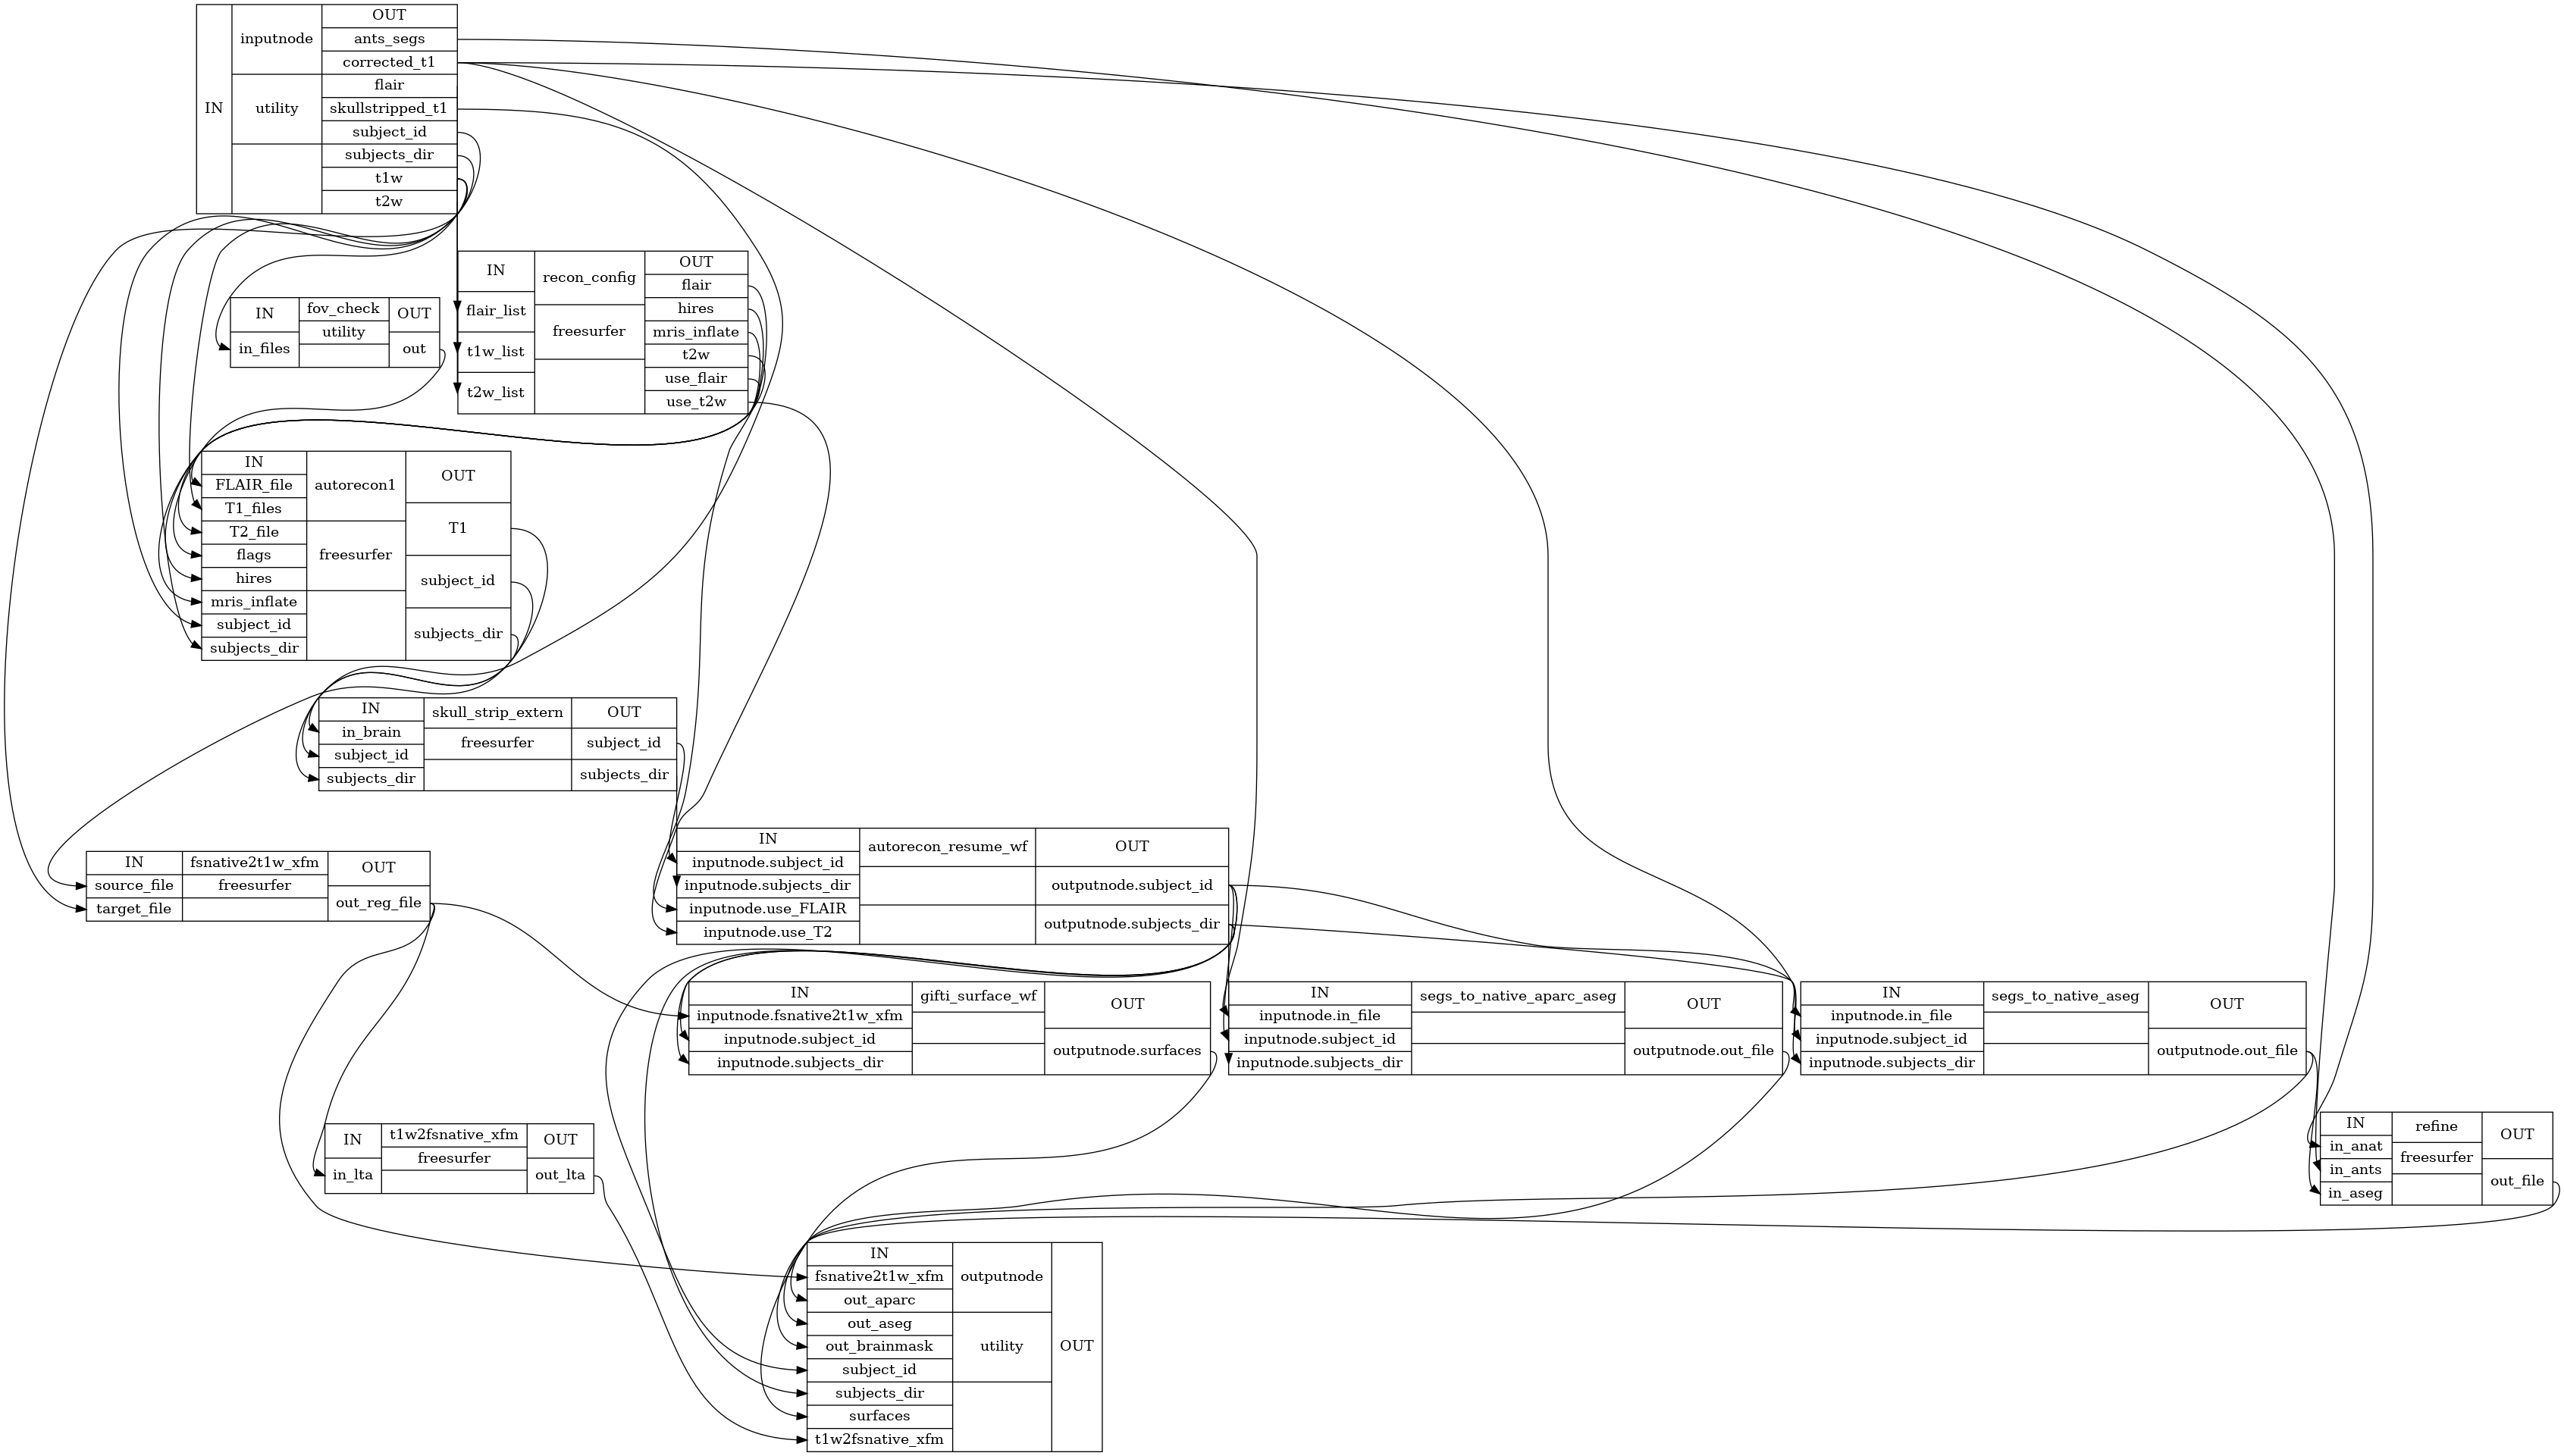 IN
inputnode
utility
OUT
ants_segs
corrected_t1
flair
skullstripped_t1
subject_id
subjects_dir
t1w
t2w
IN
in_files
fov_check
utility
OUT
out
IN
flair_list
t1w_list
t2w_list
recon_config
freesurfer
OUT
flair
hires
mris_inflate
t2w
use_flair
use_t2w
IN
FLAIR_file
T1_files
T2_file
flags
hires
mris_inflate
subject_id
subjects_dir
autorecon1
freesurfer
OUT
T1
subject_id
subjects_dir
IN
in_brain
subject_id
subjects_dir
skull_strip_extern
freesurfer
OUT
subject_id
subjects_dir
IN
source_file
target_file
fsnative2t1w_xfm
freesurfer
OUT
out_reg_file
IN
inputnode.subject_id
inputnode.subjects_dir
inputnode.use_FLAIR
inputnode.use_T2
autorecon_resume_wf
OUT
outputnode.subject_id
outputnode.subjects_dir
IN
inputnode.fsnative2t1w_xfm
inputnode.subject_id
inputnode.subjects_dir
gifti_surface_wf
OUT
outputnode.surfaces
IN
inputnode.in_file
inputnode.subject_id
inputnode.subjects_dir
segs_to_native_aparc_aseg
OUT
outputnode.out_file
IN
inputnode.in_file
inputnode.subject_id
inputnode.subjects_dir
segs_to_native_aseg
OUT
outputnode.out_file
IN
in_lta
t1w2fsnative_xfm
freesurfer
OUT
out_lta
IN
in_anat
in_ants
in_aseg
refine
freesurfer
OUT
out_file
IN
fsnative2t1w_xfm
out_aparc
out_aseg
out_brainmask
subject_id
subjects_dir
surfaces
t1w2fsnative_xfm
outputnode
utility
OUT